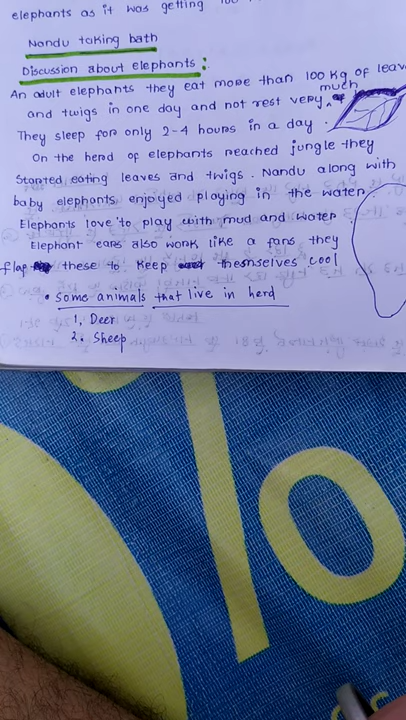 elephants as it was getting
Nandu taking bath
Discussion about elephants :
An adult elephants they eat more than 100 Kg of leav
and twigs in one day and not rest very much
They sleep for only 2-4 hours in a day.
On the herd of elephants reached jungle they
Started eating leaves and twigs. Nandu along with
baby elephants enjoyed playing in the water.
Elephants love to play with mud and water.
Elephant ears also work like a fans they
flap these to keep themselves cool
• Some animals that live in herd
1. Deer
2. Sheep
%